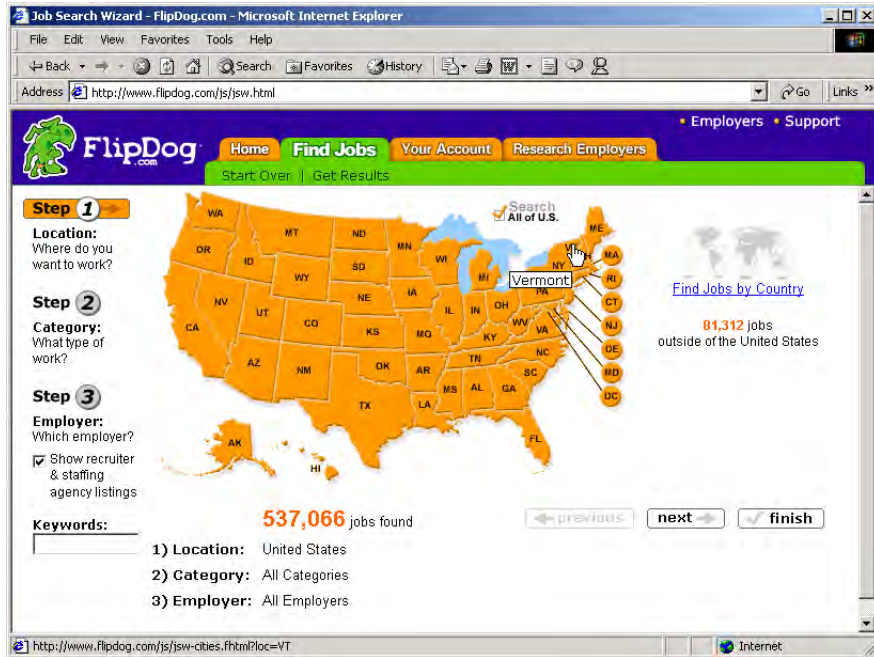 Job Search Wizard - FlipDog.com - Microsoft Internet Explorer
File Edit View Favorites Tools Help
Back Search Favorites History
Address http://www.flipdog.com/js/jsw.html Go Links »
• Employers • Support
FlipDog.com
Home Find Jobs Your Account Research Employers
Start Over | Get Results
Step 1
Location:
Where do you
want to work?
Step 2
Category:
What type of
work?
Step 3
Employer:
Which employer?
Show recruiter
& staffing
agency listings
Keywords:
Search
All of U.S.
WA
MT
ND
MN
ME
OR
ID
WY
SD
WI
MI
NY
MA
RI
Vermont
NV
UT
NE
IA
IL
IN
OH
PA
CT
CA
CO
KS
MO
KY
WV
VA
NJ
DE
AZ
NM
OK
AR
TN
NC
SC
MD
DC
TX
LA
MS
AL
GA
FL
AK
HI
Find Jobs by Country
81,312 jobs
outside of the United States
537,066 jobs found
previous next finish
1) Location: United States
2) Category: All Categories
3) Employer: All Employers
http://www.flipdog.com/js/jsw-cities.fhtml?loc=VT Internet